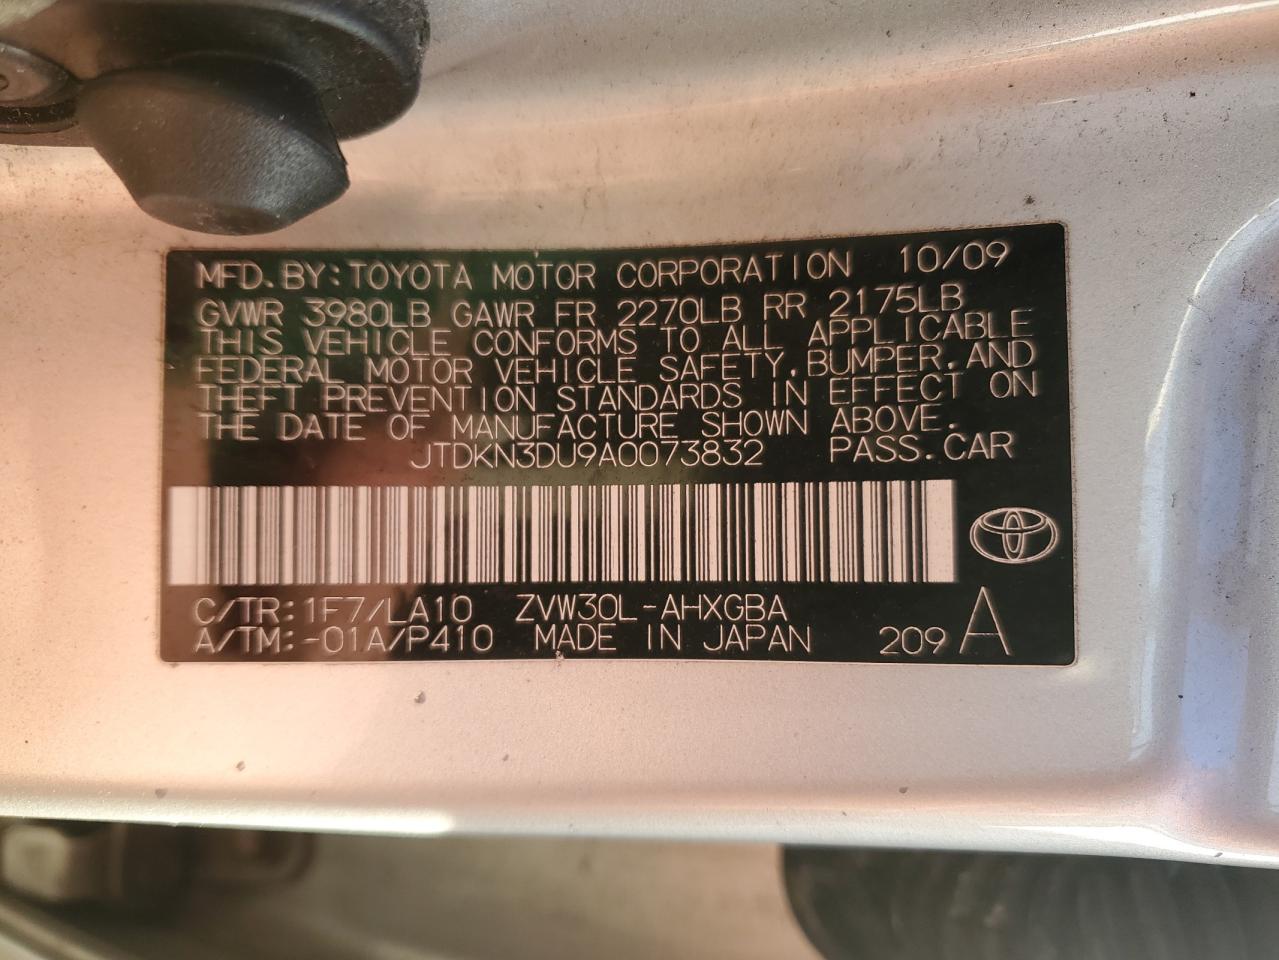 MFD. BY: TOYOTA MOTOR CORPORATION 10/09
GVWR 3980LB GAWR FR 2270LB RR 2175LB
THIS VEHICLE CONFORMS TO ALL APPLICABLE
FEDERAL MOTOR VEHICLE SAFETY, BUMPER, AND
THEFT PREVENTION STANDARDS IN EFFECT ON
THE DATE OF MANUFACTURE SHOWN ABOVE.
JTDKN3DU9A0073832 PASS. CAR
C/TR: 1F7/LA10 ZVW30L-AHXGBA
A/TM: -01A/P410 MADE IN JAPAN 209 A